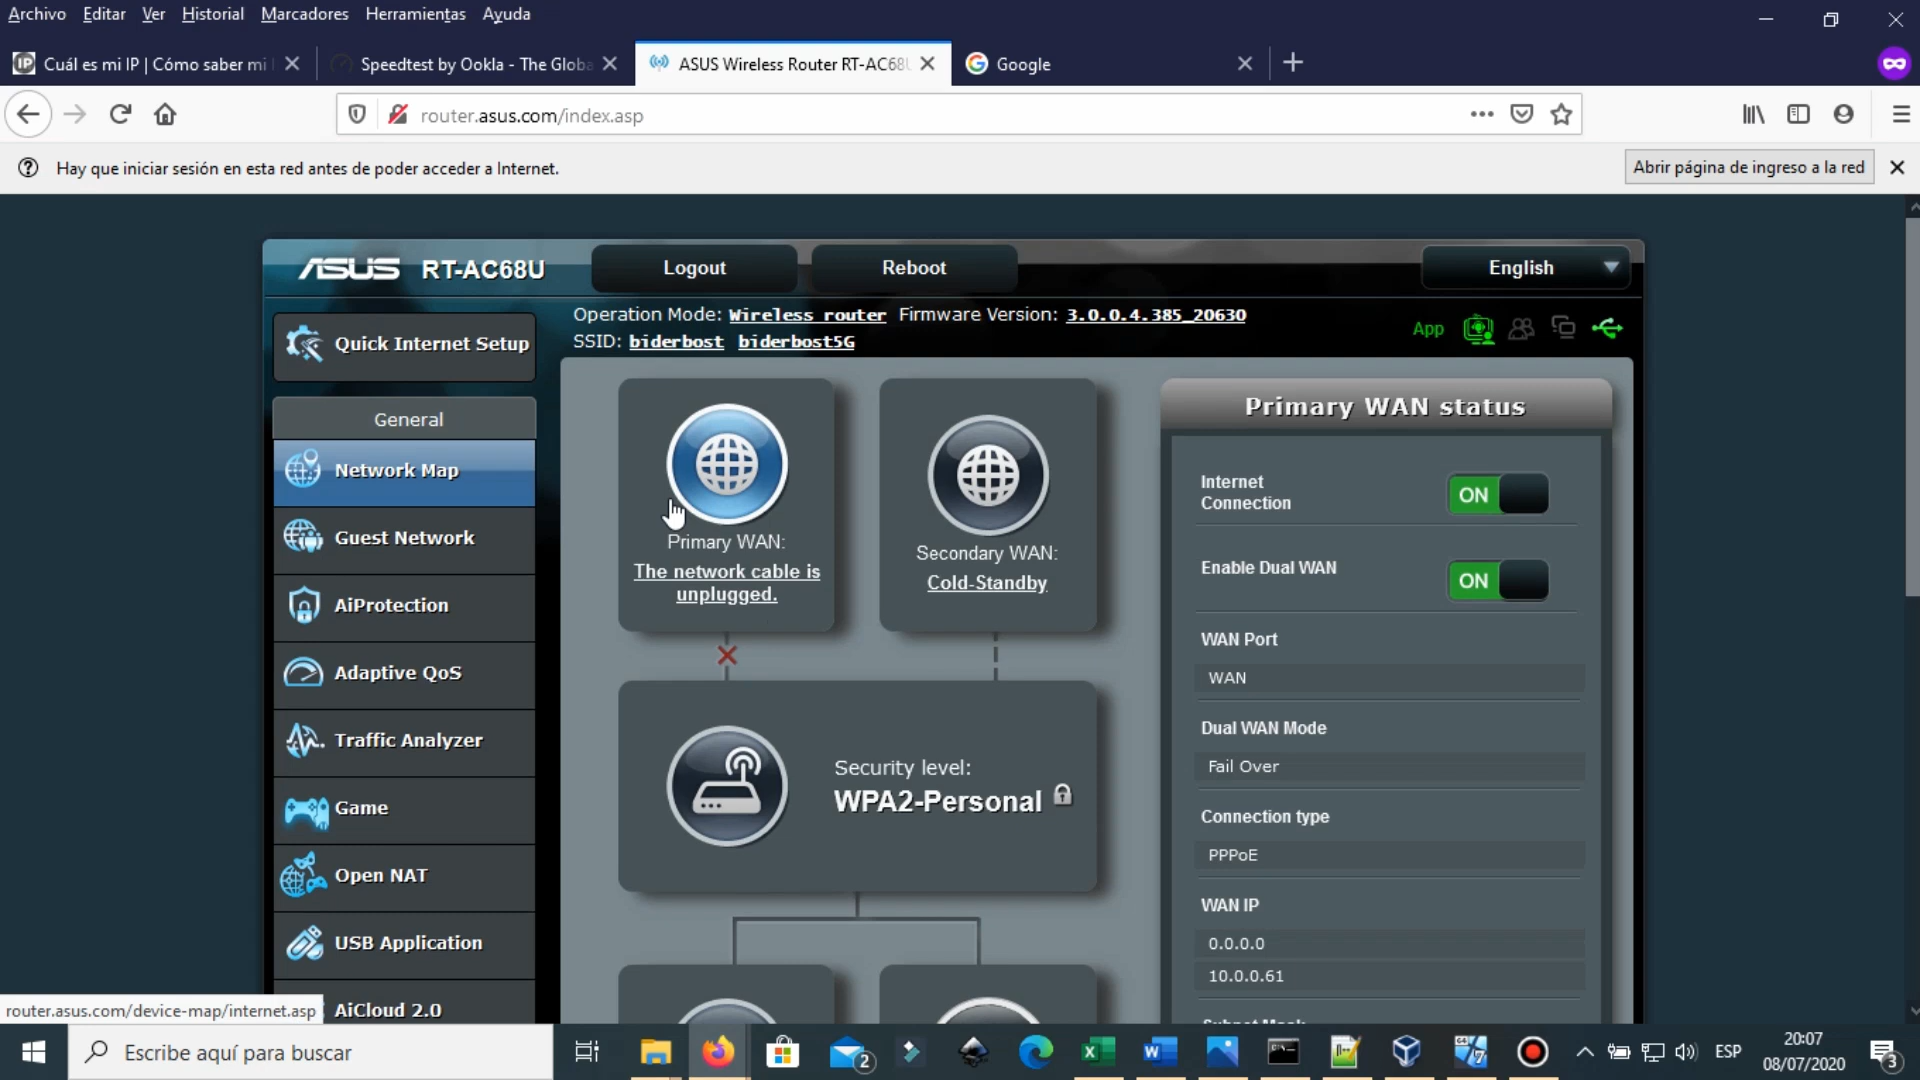 Archivo Editar Ver Historial Marcadores Herramientas Ayuda
IP Cuál es mi IP | Cómo saber mi
Speedtest by Ookla - The Globa
ASUS Wireless Router RT-AC68U
Google
router.asus.com/index.asp
Hay que iniciar sesión en esta red antes de poder acceder a Internet.
Abrir página de ingreso a la red
ASUS RT-AC68U
Logout
Reboot
English
Operation Mode: Wireless router Firmware Version: 3.0.0.4.385_20630
SSID: biderbost biderbost5G
App
Quick Internet Setup
General
Network Map
Guest Network
AiProtection
Adaptive QoS
Traffic Analyzer
Game
Open NAT
USB Application
AiCloud 2.0
Primary WAN:
The network cable is
unplugged.
Secondary WAN:
Cold-Standby
Security level:
WPA2-Personal
Primary WAN status
Internet
Connection
ON
Enable Dual WAN
ON
WAN Port
WAN
Dual WAN Mode
Fail Over
Connection type
PPPoE
WAN IP
0.0.0.0
10.0.0.61
Subnet Mask
router.asus.com/device-map/internet.asp
Escribe aquí para buscar
2
ESP
20:07
08/07/2020
3